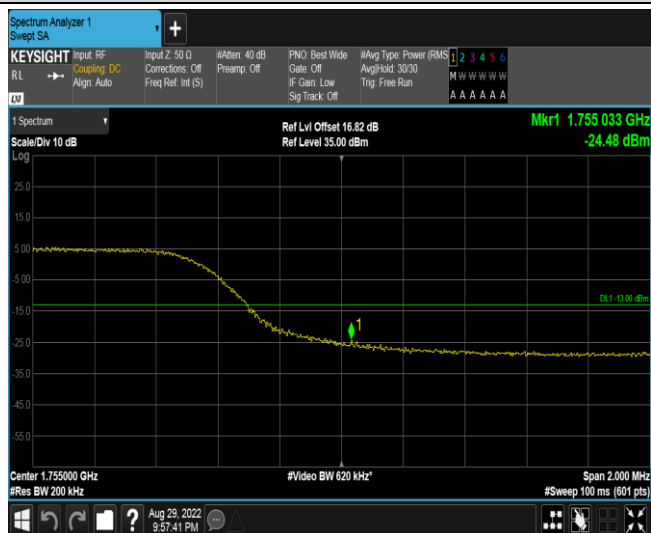 Spectrum Analyzer 1
Swept SA
+
KEYSIGHT
RL
LXI
Input: RF
Coupling: DC
Align: Auto
Input Z: 50 Ω
Corrections: Off
Freq Ref: Int (S)
#Atten: 40 dB
Preamp: Off
PNO: Best Wide
Gate: Off
IF Gain: Low
Sig Track: Off
#Avg Type: Power (RMS
Avg|Hold: 30/30
Trig: Free Run
1 2 3 4 5 6
M W W W W W
A A A A A A
1 Spectrum
Scale/Div 10 dB
Log
Ref Lvl Offset 16.82 dB
Ref Level 35.00 dBm
Mkr1 1.755 033 GHz
-24.48 dBm
25.0
15.0
5.00
-5.00
DL1 -13.00 dBm
-15.0
1
-25.0
-35.0
-45.0
-55.0
Center 1.755000 GHz
#Video BW 620 kHz*
Span 2.000 MHz
#Res BW 200 kHz
#Sweep 100 ms (601 pts)
?
Aug 29, 2022
9:57:41 PM